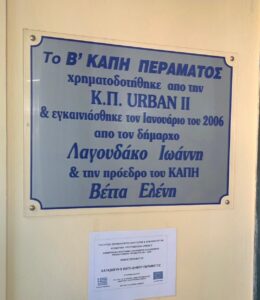 Το Β' ΚΑΠΗ ΠΕΡΑΜΑΤΟΣ
χρηματοδοτήθηκε απο την
Κ.Π. URBAN II
& εγκαινιάσθηκε τον Ιανουάριο του 2006
απο τον δήμαρχο
Λαγουδάκο Ιωάννη
& την πρόεδρο του ΚΑΠΗ
Βέττα Ελένη